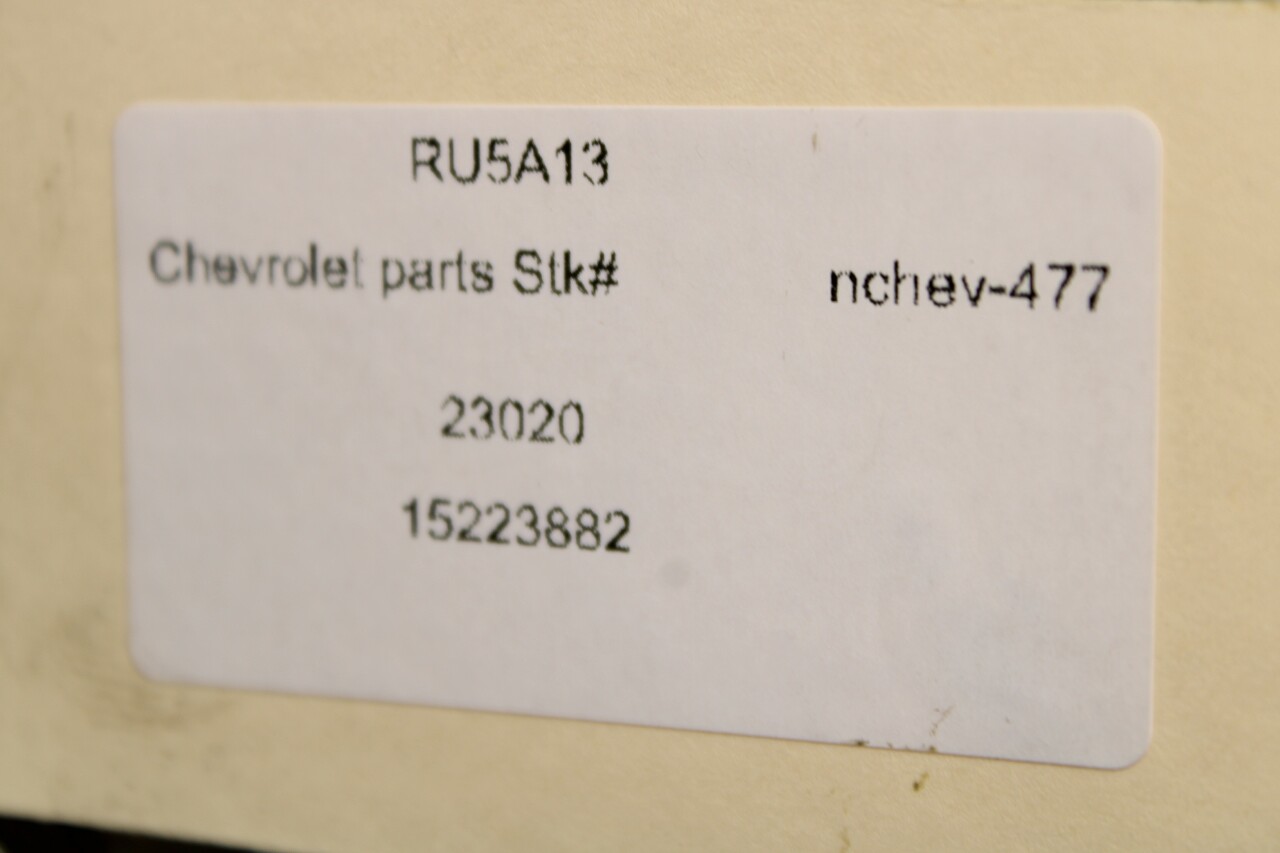 RU5A13
Chevrolet parts Stk# nchev-477
23020
15223882